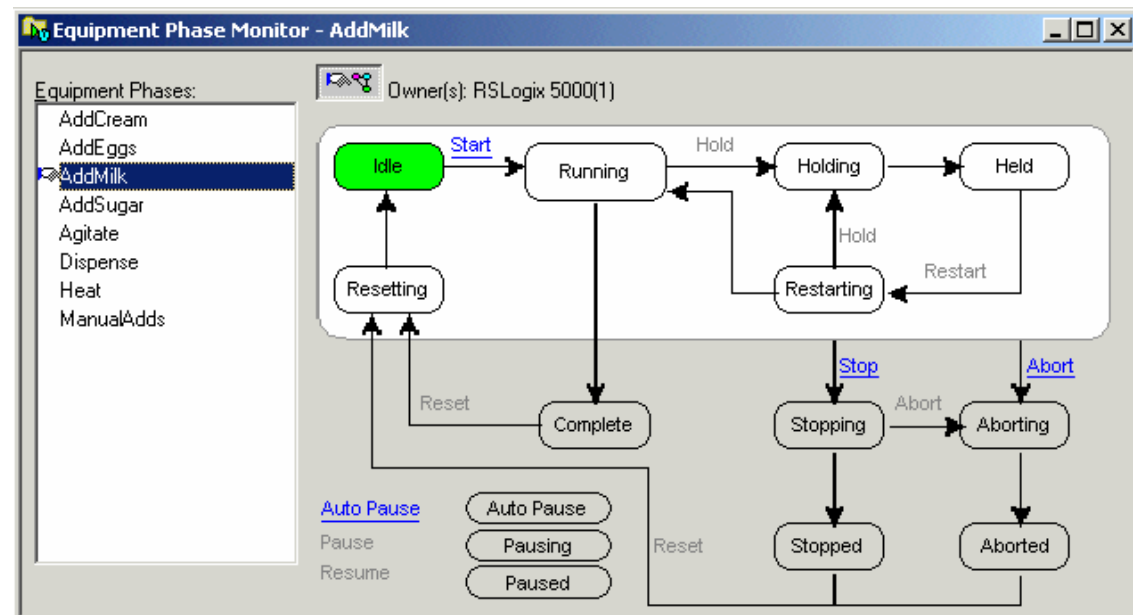 Equipment Phase Monitor - AddMilk
Equipment Phases:
Owner(s): RSLogix 5000(1)
AddCream
AddEggs
AddMilk
AddSugar
Agitate
Dispense
Heat
ManualAdds
Idle
Start
Running
Hold
Holding
Held
Hold
Resetting
Restarting
Restart
Stop
Abort
Reset
Complete
Stopping
Abort
Aborting
Auto Pause
Auto Pause
Pause
Pausing
Reset
Stopped
Aborted
Resume
Paused